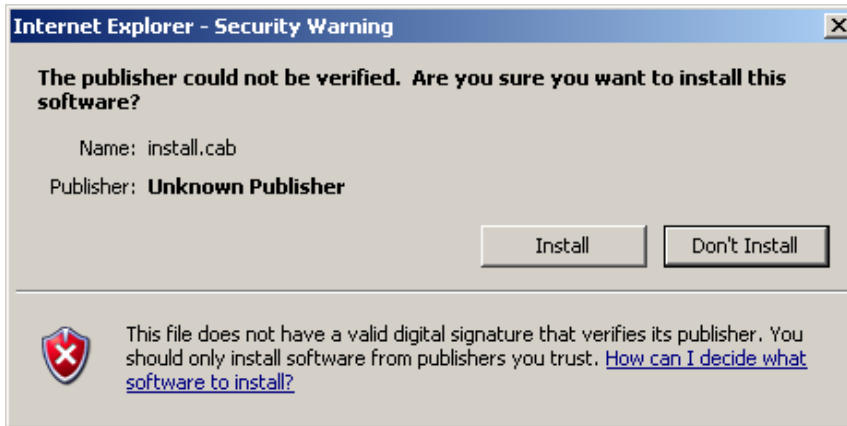 Internet Explorer - Security Warning
The publisher could not be verified. Are you sure you want to install this
software?
Name: install.cab
Publisher: Unknown Publisher
Install Don't Install
This file does not have a valid digital signature that verifies its publisher. You
should only install software from publishers you trust. How can I decide what
software to install?